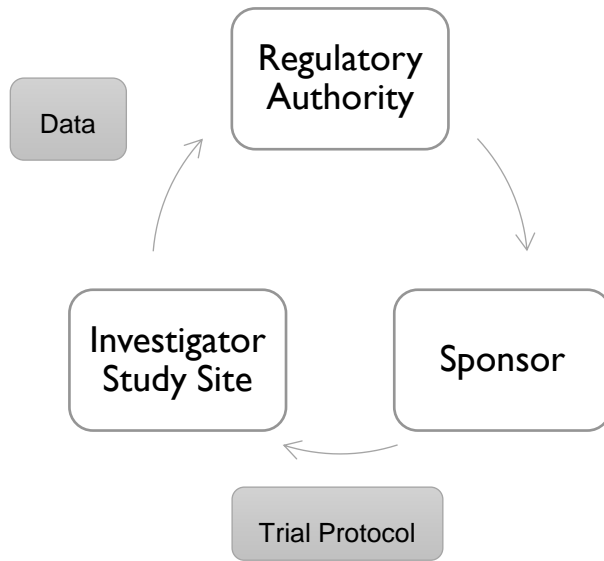 Regulatory
Authority
Data
Investigator
Study Site
Sponsor
Trial Protocol